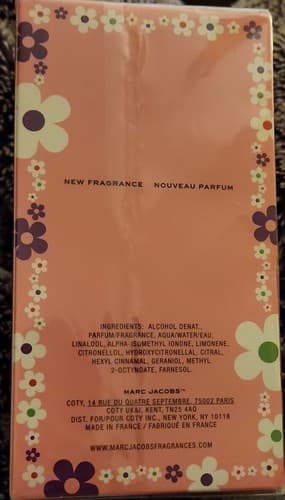 NEW FRAGRANCE   NOUVEAU PARFUM
INGREDIENTS: ALCOHOL DENAT.,
PARFUM/FRAGRANCE, AQUA/WATER/EAU,
LINALOOL, ALPHA-ISOMETHYL IONONE, LIMONENE,
CITRONELLOL, HYDROXYCITRONELLAL, CITRAL,
HEXYL CINNAMAL, GERANIOL, METHYL
2-OCTYNOATE, FARNESOL.
MARC JACOBS™
COTY, 14 RUE DU QUATRE SEPTEMBRE, 75002 PARIS
COTY UK&I, KENT, TN25 4AQ
DIST. FOR/POUR COTY INC., NEW YORK, NY 10118
MADE IN FRANCE / FABRIQUÉ EN FRANCE
WWW.MARCJACOBSFRAGRANCES.COM